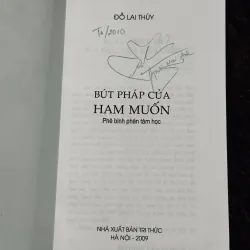 ĐỖ LAI THÚY
BÚT PHÁP CỦA
HAM MUỐN
Phê bình phân tâm học
NHÀ XUẤT BẢN TRI THỨC
HÀ NỘI - 2009